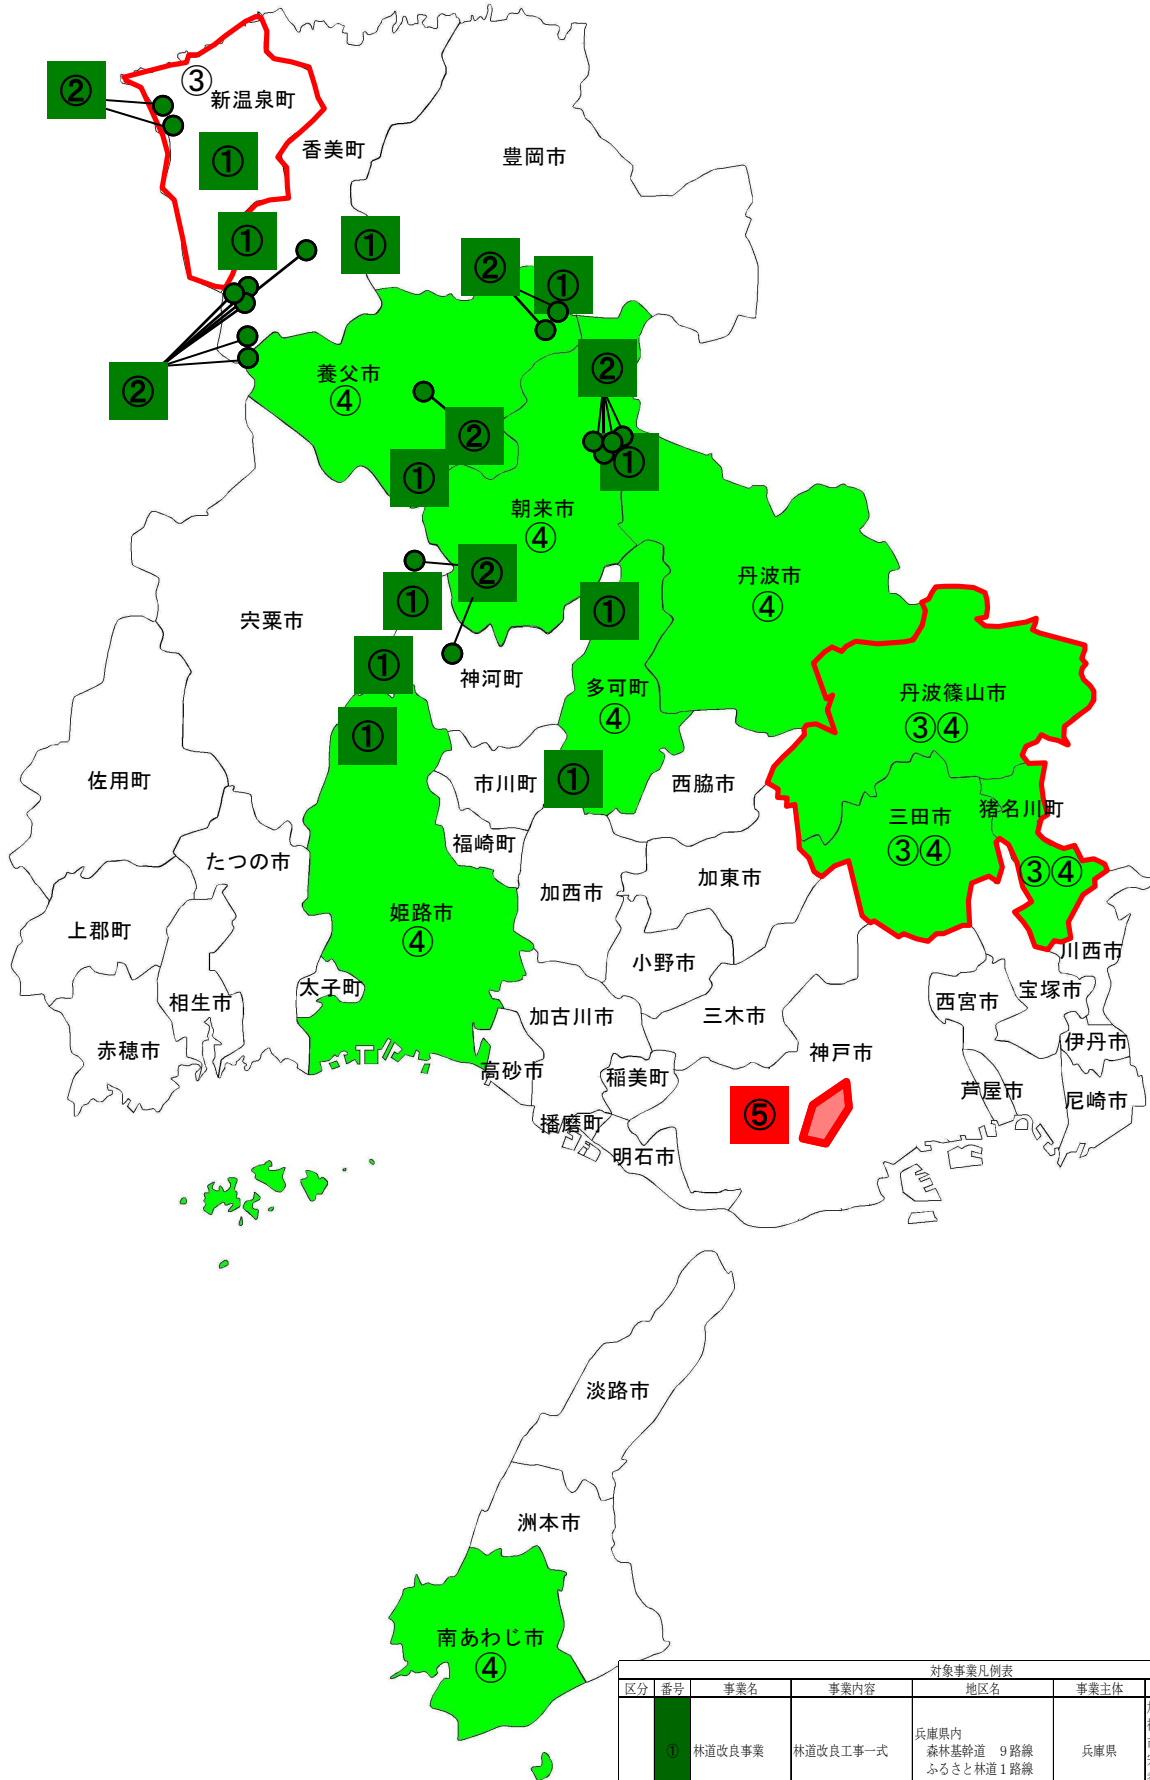 ③
②
新温泉町
①
香美町
豊岡市
①
①
②
①
②
養父市
④
②
②
①
①
朝来市
④
②
丹波市
④
①
①
宍粟市
①
神河町
多可町
④
丹波篠山市
③④
①
佐用町
市川町
①
西脇市
猪名川町
三田市
③④
福崎町
たつの市
加西市
加東市
③④
姫路市
④
上郡町
小野市
川西市
太子町
相生市
加古川市
三木市
西宮市
宝塚市
赤穂市
高砂市
稲美町
神戸市
伊丹市
芦屋市
尼崎市
⑤
播磨町
明石市
淡路市
洲本市
南あわじ市
④
対象事業凡例表
区分 番号 事業名 事業内容 地区名 事業主体
① 林道改良事業 林道改良工事一式 兵庫県内 兵庫県
森林基幹道 9路線
ふるさと林道1路線